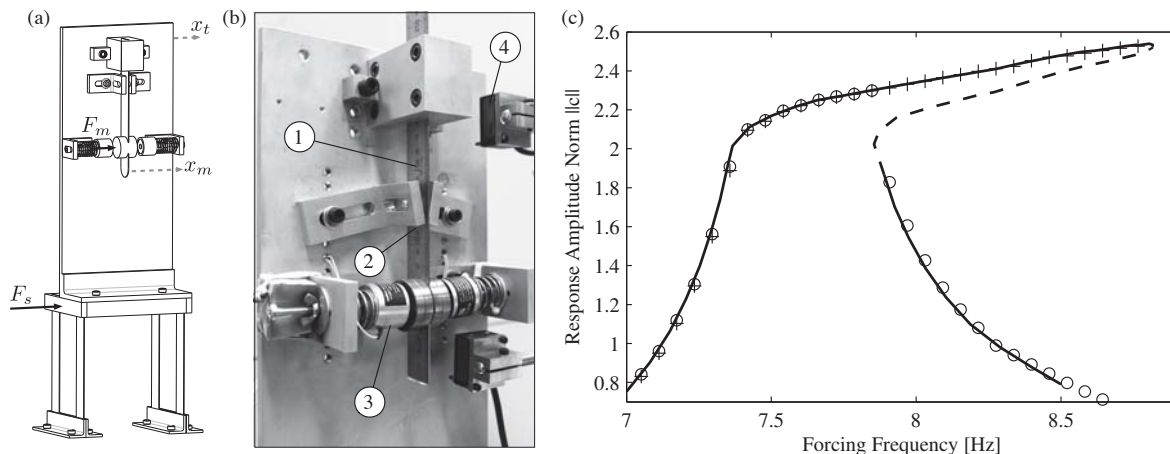 (a)
x_t
F_m
x_m
F_s
(b)
4
1
2
3
(c)
Response Amplitude Norm ||c||
2.6
2.4
2.2
2
1.8
1.6
1.4
1.2
1
0.8
7
7.5
8
8.5
Forcing Frequency [Hz]